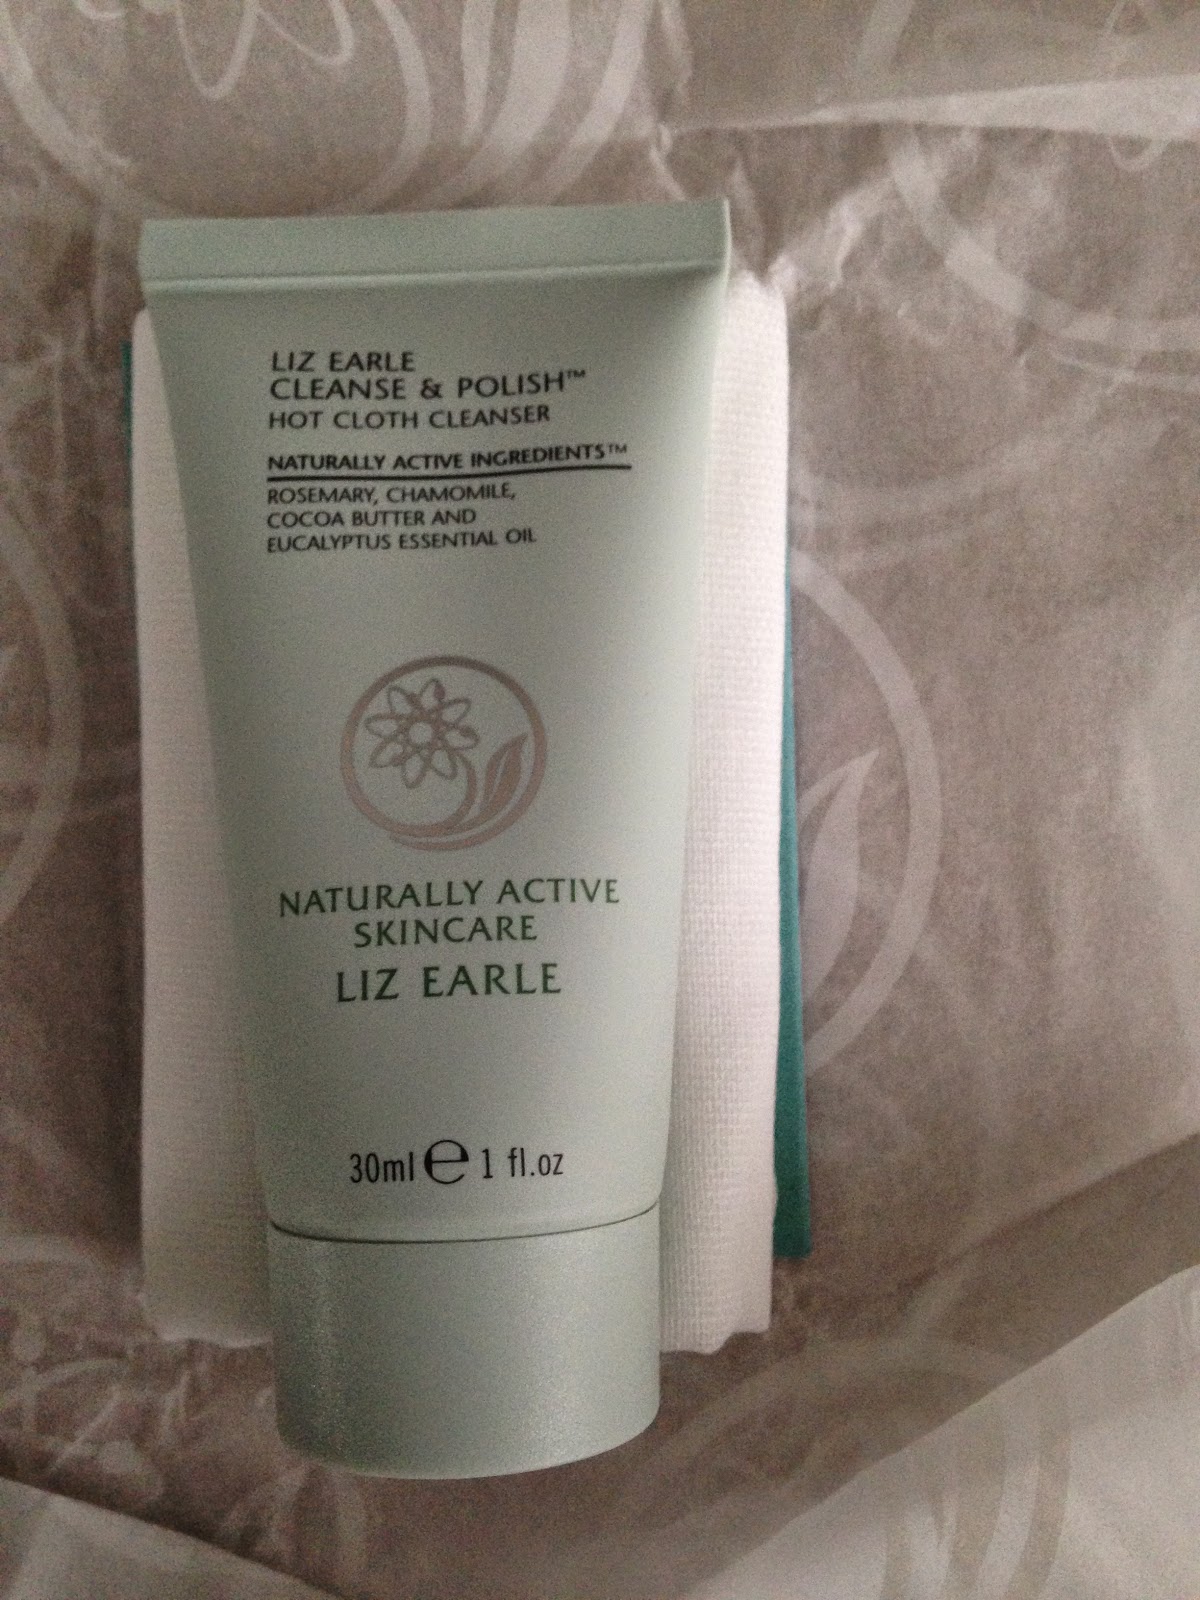 LIZ EARLE
CLEANSE & POLISH™
HOT CLOTH CLEANSER
NATURALLY ACTIVE INGREDIENTS™
ROSEMARY, CHAMOMILE,
COCOA BUTTER AND
EUCALYPTUS ESSENTIAL OIL
NATURALLY ACTIVE
SKINCARE
LIZ EARLE
30ml ℮ 1 fl.oz